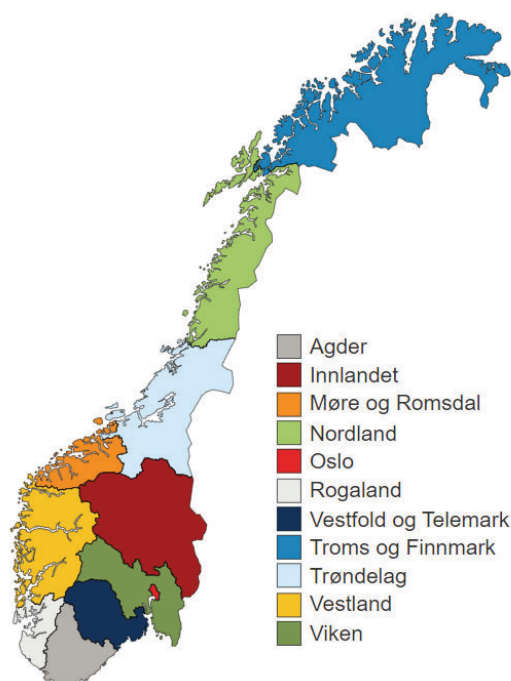 Agder
Innlandet
Møre og Romsdal
Nordland
Oslo
Rogaland
Vestfold og Telemark
Troms og Finnmark
Trøndelag
Vestland
Viken